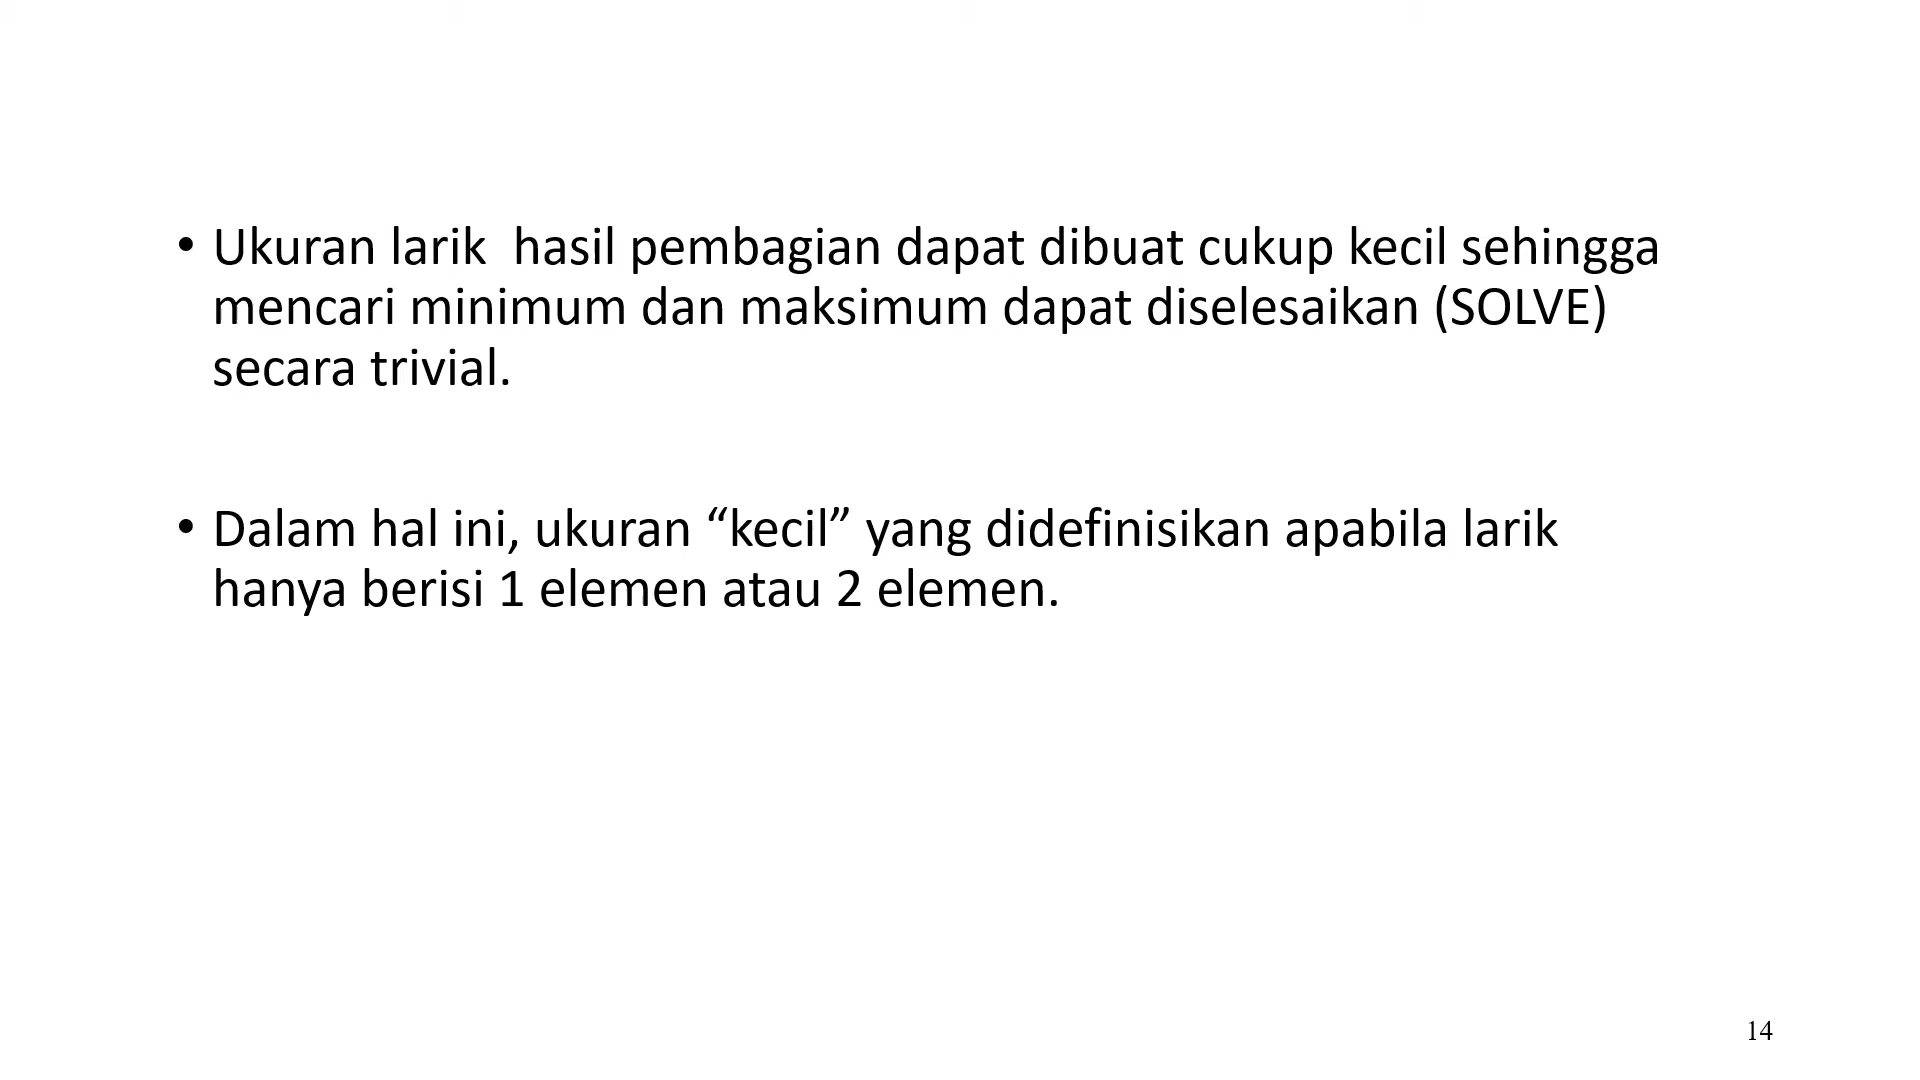 • Ukuran larik  hasil pembagian dapat dibuat cukup kecil sehingga
mencari minimum dan maksimum dapat diselesaikan (SOLVE)
secara trivial.
• Dalam hal ini, ukuran “kecil” yang didefinisikan apabila larik
hanya berisi 1 elemen atau 2 elemen.
14